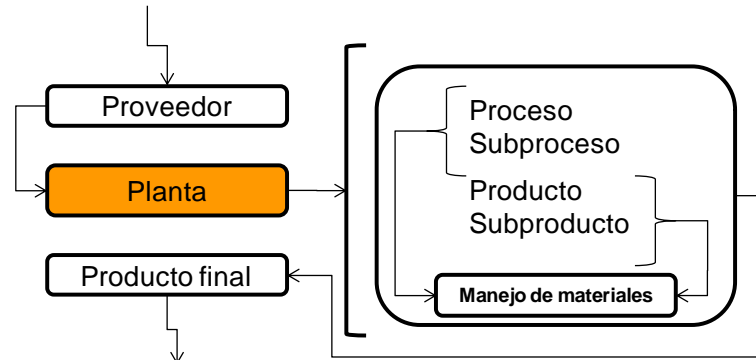 Proveedor
Planta
Producto final
Proceso
Subproceso
Producto
Subproducto
Manejo de materiales